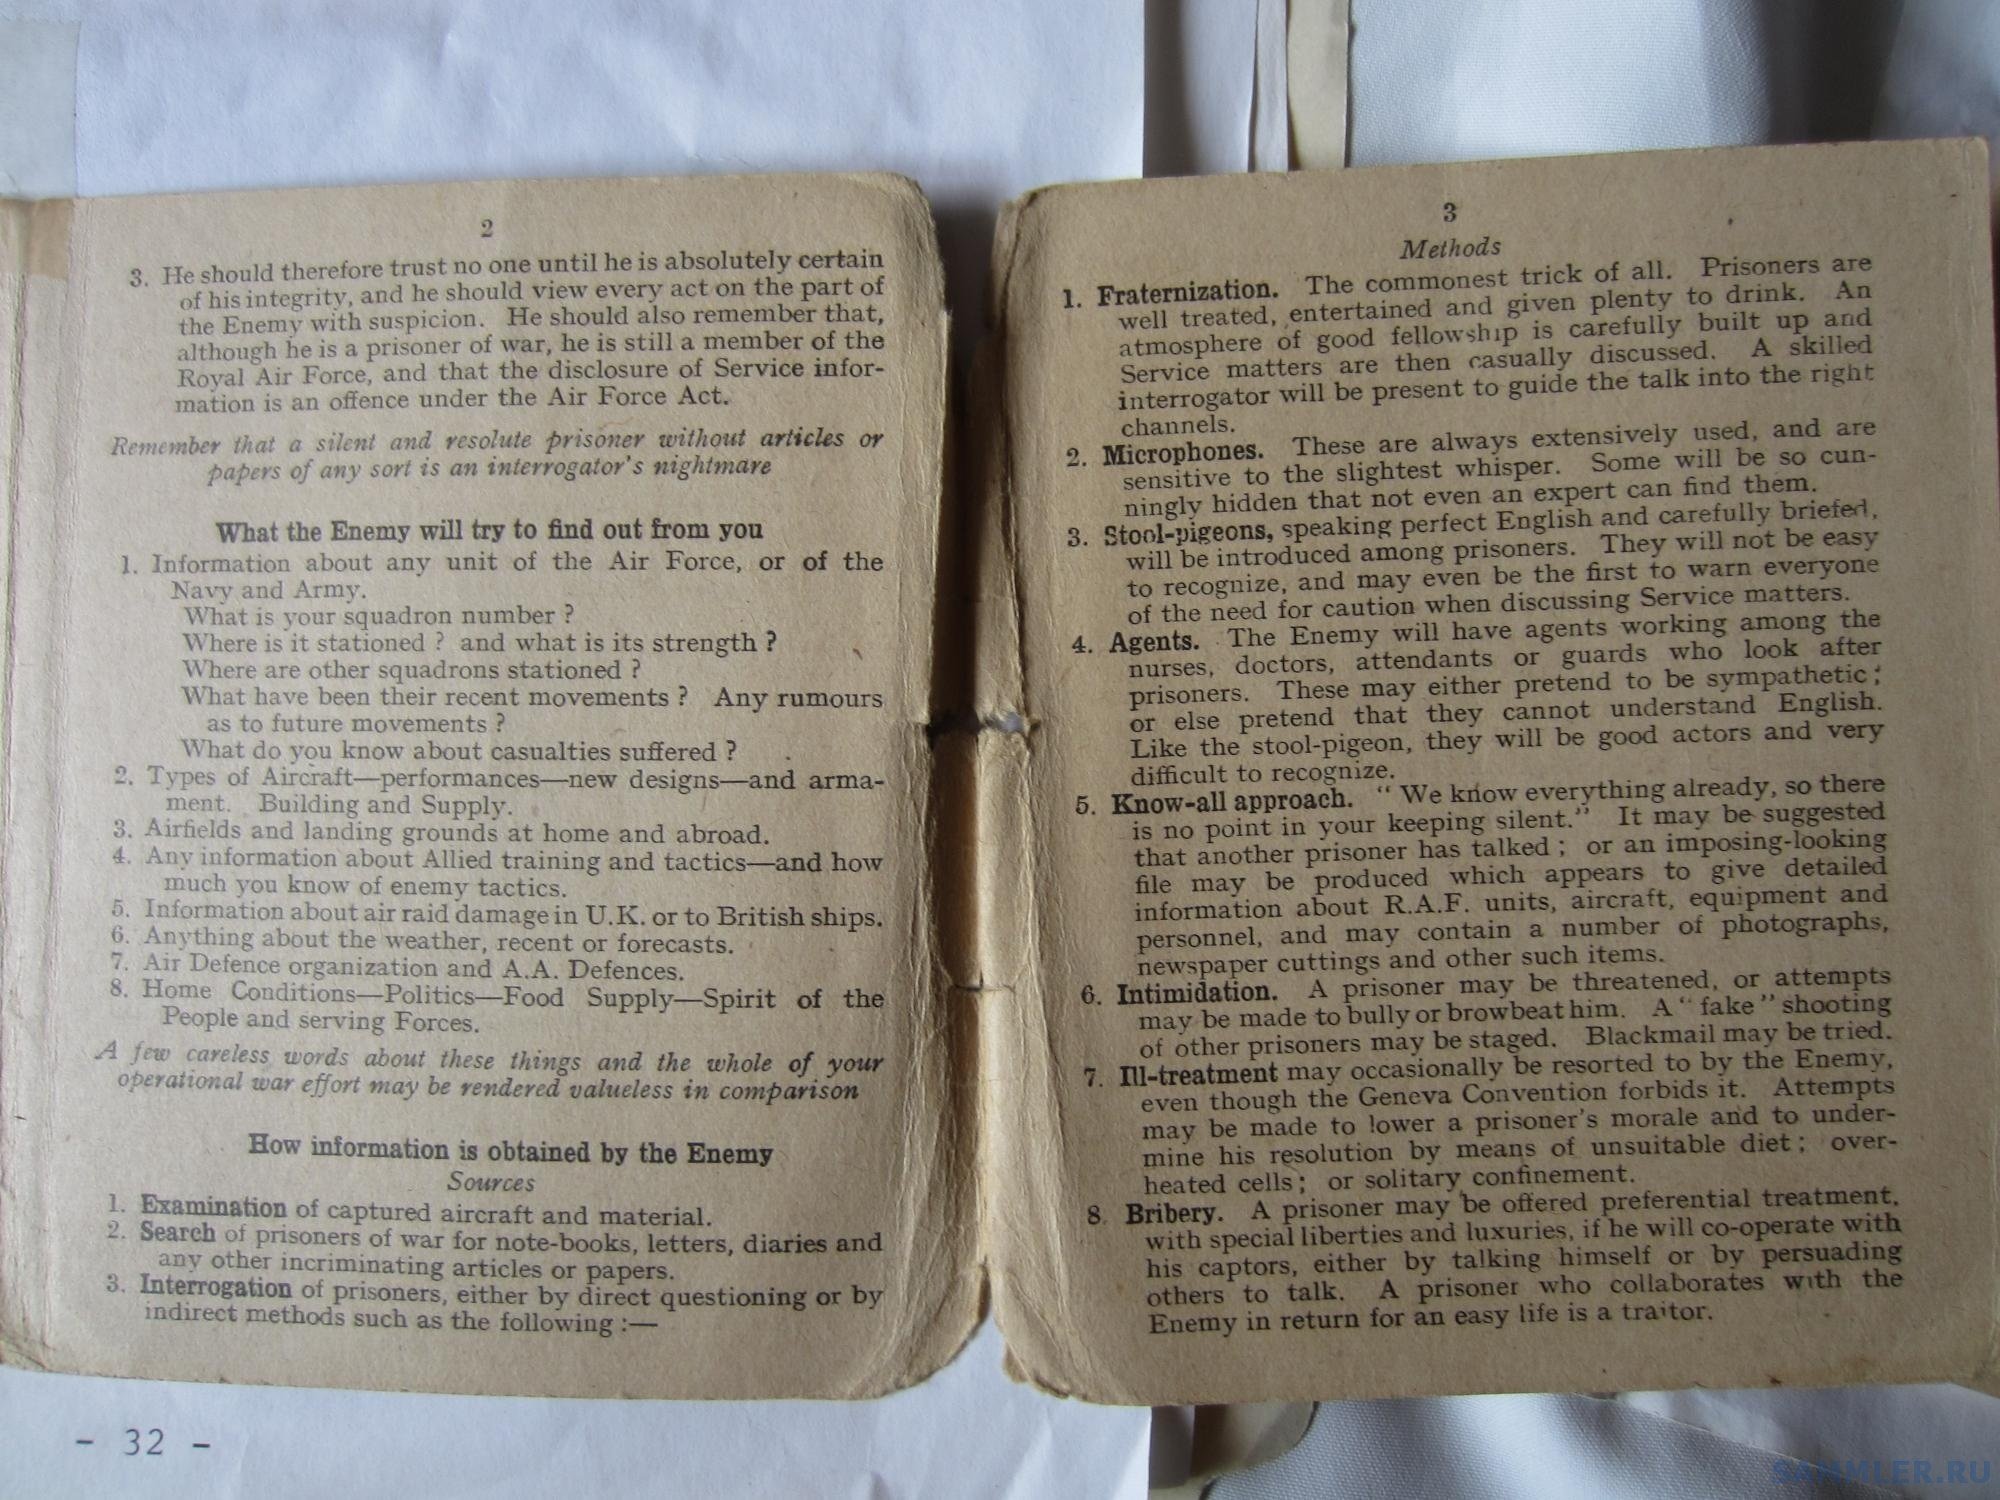 2
3. He should therefore trust no one until he is absolutely certain
of his integrity, and he should view every act on the part of
the Enemy with suspicion. He should also remember that,
although he is a prisoner of war, he is still a member of the
Royal Air Force, and that the disclosure of Service infor-
mation is an offence under the Air Force Act.
Remember that a silent and resolute prisoner without articles or
papers of any sort is an interrogator's nightmare
What the Enemy will try to find out from you
1. Information about any unit of the Air Force, or of the
Navy and Army.
What is your squadron number ?
Where is it stationed ? and what is its strength ?
Where are other squadrons stationed ?
What have been their recent movements ? Any rumours
as to future movements ?
What do you know about casualties suffered ?
2. Types of Aircraft—performances—new designs—and arma-
ment. Building and Supply.
3. Airfields and landing grounds at home and abroad.
4. Any information about Allied training and tactics—and how
much you know of enemy tactics.
5. Information about air raid damage in U.K. or to British ships.
6. Anything about the weather, recent or forecasts.
7. Air Defence organization and A.A. Defences.
8. Home Conditions—Politics—Food Supply—Spirit of the
People and serving Forces.
A few careless words about these things and the whole of your
operational war effort may be rendered valueless in comparison
How information is obtained by the Enemy
Sources
1. Examination of captured aircraft and material.
2. Search of prisoners of war for note-books, letters, diaries and
any other incriminating articles or papers.
3. Interrogation of prisoners, either by direct questioning or by
indirect methods such as the following :—
3
Methods
1. Fraternization. The commonest trick of all. Prisoners are
well treated, entertained and given plenty to drink. An
atmosphere of good fellowship is carefully built up and
Service matters are then casually discussed. A skilled
interrogator will be present to guide the talk into the right
channels.
2. Microphones. These are always extensively used, and are
sensitive to the slightest whisper. Some will be so cun-
ningly hidden that not even an expert can find them.
3. Stool-pigeons, speaking perfect English and carefully briefed,
will be introduced among prisoners. They will not be easy
to recognize, and may even be the first to warn everyone
of the need for caution when discussing Service matters.
4. Agents. The Enemy will have agents working among the
nurses, doctors, attendants or guards who look after
prisoners. These may either pretend to be sympathetic ;
or else pretend that they cannot understand English.
Like the stool-pigeon, they will be good actors and very
difficult to recognize.
5. Know-all approach. “ We know everything already, so there
is no point in your keeping silent.” It may be suggested
that another prisoner has talked ; or an imposing-looking
file may be produced which appears to give detailed
information about R.A.F. units, aircraft, equipment and
personnel, and may contain a number of photographs,
newspaper cuttings and other such items.
6. Intimidation. A prisoner may be threatened, or attempts
may be made to bully or browbeat him. A “ fake ” shooting
of other prisoners may be staged. Blackmail may be tried.
7. Ill-treatment may occasionally be resorted to by the Enemy,
even though the Geneva Convention forbids it. Attempts
may be made to lower a prisoner's morale and to under-
mine his resolution by means of unsuitable diet ; over-
heated cells ; or solitary confinement.
8. Bribery. A prisoner may be offered preferential treatment,
with special liberties and luxuries, if he will co-operate with
his captors, either by talking himself or by persuading
others to talk. A prisoner who collaborates with the
Enemy in return for an easy life is a traitor.
- 32 -
SAMMLER.RU